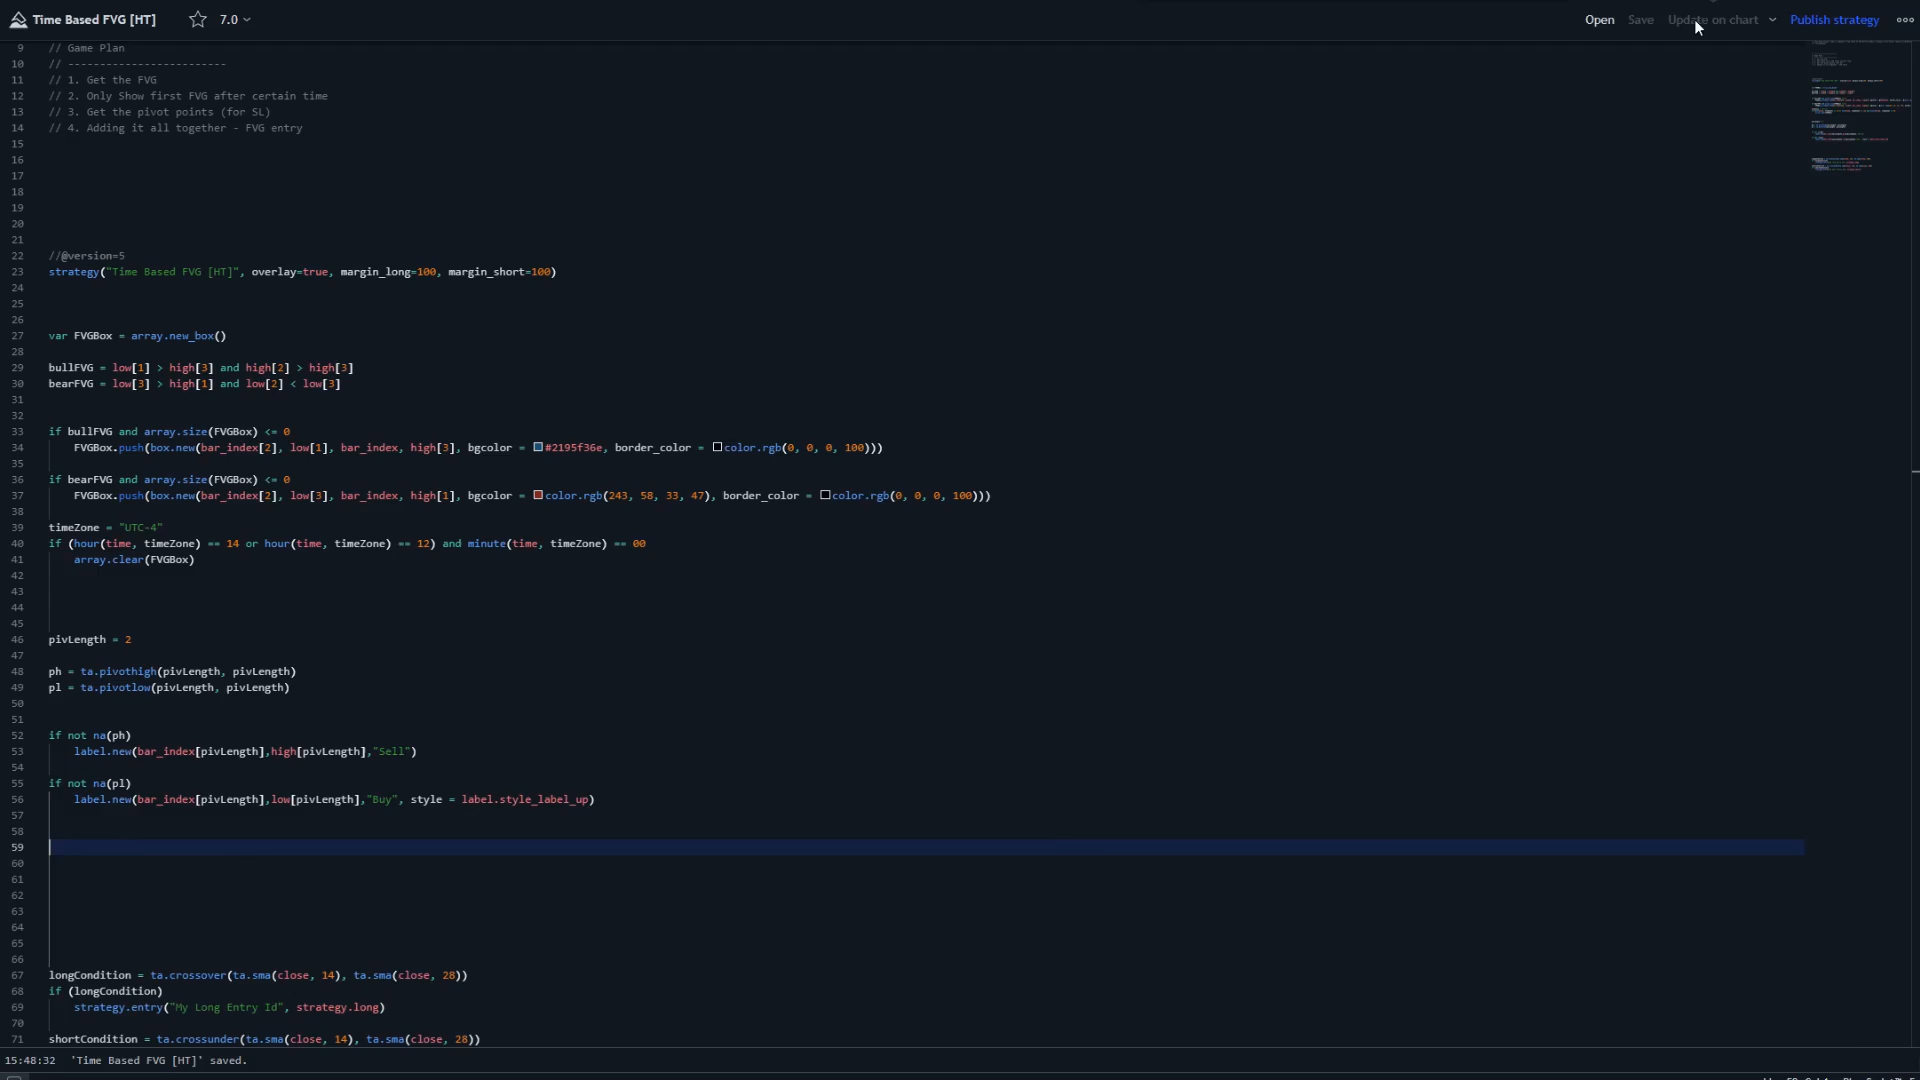 Time Based FVG [HT] 7.0 Open Save Update on chart Publish strategy
9 // Game Plan
10 // -------------------------
11 // 1. Get the FVG
12 // 2. Only Show first FVG after certain time
13 // 3. Get the pivot points (for SL)
14 // 4. Adding it all together - FVG entry
15
16
17
18
19
20
21
22 //@version=5
23 strategy("Time Based FVG [HT]", overlay=true, margin_long=100, margin_short=100)
24
25
26
27 var FVGBox = array.new_box()
28
29 bullFVG = low[1] > high[3] and high[2] > high[3]
30 bearFVG = low[3] > high[1] and low[2] < low[3]
31
32
33 if bullFVG and array.size(FVGBox) <= 0
34 FVGBox.push(box.new(bar_index[2], low[1], bar_index, high[3], bgcolor = #2195f36e, border_color = color.rgb(0, 0, 0, 100)))
35
36 if bearFVG and array.size(FVGBox) <= 0
37 FVGBox.push(box.new(bar_index[2], low[3], bar_index, high[1], bgcolor = color.rgb(243, 58, 33, 47), border_color = color.rgb(0, 0, 0, 100)))
38
39 timeZone = "UTC-4"
40 if (hour(time, timeZone) == 14 or hour(time, timeZone) == 12) and minute(time, timeZone) == 00
41 array.clear(FVGBox)
42
43
44
45
46 pivLength = 2
47
48 ph = ta.pivothigh(pivLength, pivLength)
49 pl = ta.pivotlow(pivLength, pivLength)
50
51
52 if not na(ph)
53 label.new(bar_index[pivLength],high[pivLength],"Sell")
54
55 if not na(pl)
56 label.new(bar_index[pivLength],low[pivLength],"Buy", style = label.style_label_up)
57
58
59
60
61
62
63
64
65
66
67 longCondition = ta.crossover(ta.sma(close, 14), ta.sma(close, 28))
68 if (longCondition)
69 strategy.entry("My Long Entry Id", strategy.long)
70
71 shortCondition = ta.crossunder(ta.sma(close, 14), ta.sma(close, 28))
15:48:32 'Time Based FVG [HT]' saved.